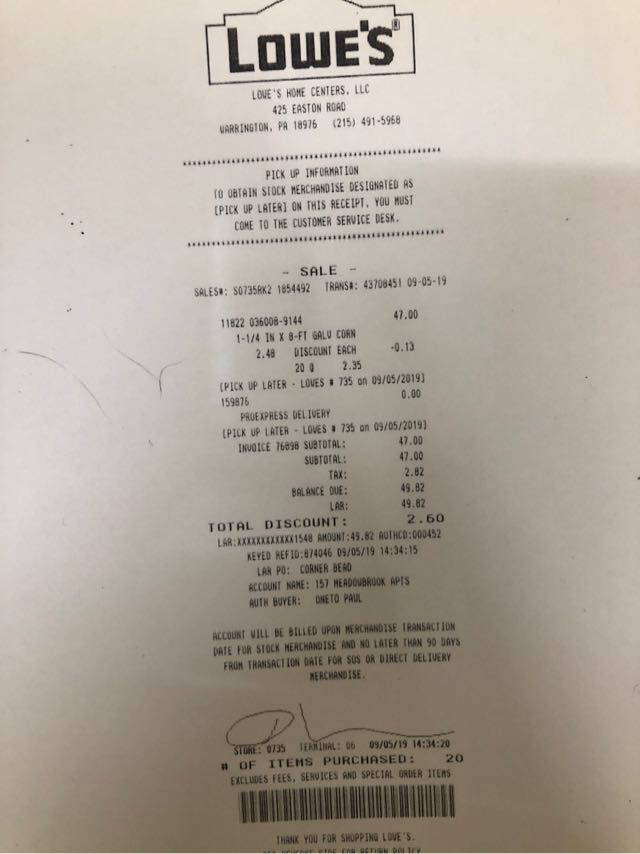 LOWE'S®
LOWE'S HOME CENTERS, LLC
425 EASTON ROAD
WARRINGTON, PA 18976 (215) 491-5968
PICK UP INFORMATION
TO OBTAIN STOCK MERCHANDISE DESIGNATED AS
[PICK UP LATER] ON THIS RECEIPT, YOU MUST
COME TO THE CUSTOMER SERVICE DESK.
- SALE -
SALES#: S0735RK2 1854492 TRANS#: 43708451 09-05-19
11822 036008-9144 47.00
1-1/4 IN X 8-FT GALV CORN
2.48 DISCOUNT EACH -0.13
20 @ 2.35
[PICK UP LATER - LOWES # 735 on 09/05/2019]
159876 0.00
PROEXPRESS DELIVERY
[PICK UP LATER - LOWES # 735 on 09/05/2019]
INVOICE 76898 SUBTOTAL: 47.00
SUBTOTAL: 47.00
TAX: 2.82
BALANCE DUE: 49.82
LAR: 49.82
TOTAL DISCOUNT: 2.60
LAR:XXXXXXXXXXXX1548 AMOUNT:49.82 AUTHCD:000452
KEYED REFID:874046 09/05/19 14:34:15
LAR PO: CORNER BEAD
ACCOUNT NAME: 157 MEADOWBROOK APTS
AUTH BUYER: ONETO PAUL
ACCOUNT WILL BE BILLED UPON MERCHANDISE TRANSACTION
DATE FOR STOCK MERCHANDISE AND NO LATER THAN 90 DAYS
FROM TRANSACTION DATE FOR SOS OR DIRECT DELIVERY
MERCHANDISE.
STORE: 0735 TERMINAL: 06 09/05/19 14:34:20
# OF ITEMS PURCHASED: 20
EXCLUDES FEES, SERVICES AND SPECIAL ORDER ITEMS
THANK YOU FOR SHOPPING LOWE'S.
SEE REVERSE SIDE FOR RETURN POLICY